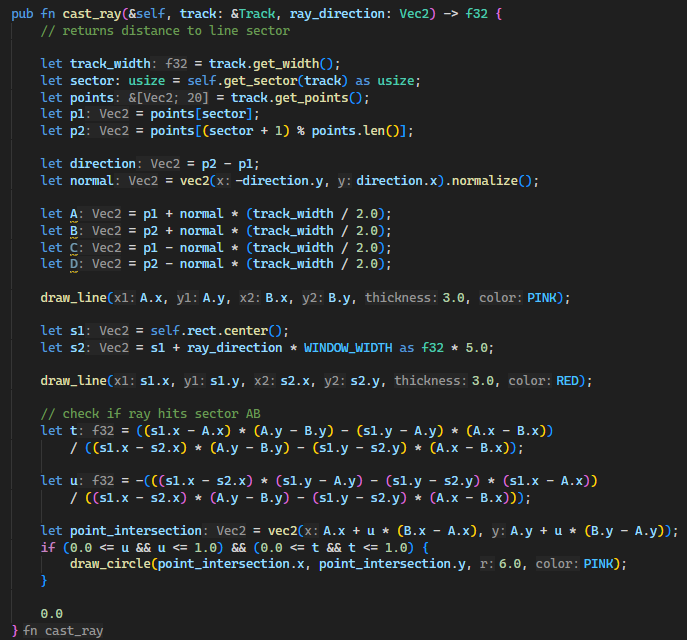 pub fn cast_ray(&self, track: &Track, ray_direction: Vec2) -> f32 {
// returns distance to line sector
let track_width: f32 = track.get_width();
let sector: usize = self.get_sector(track) as usize;
let points: &[Vec2; 20] = track.get_points();
let p1: Vec2 = points[sector];
let p2: Vec2 = points[(sector + 1) % points.len()];
let direction: Vec2 = p2 - p1;
let normal: Vec2 = vec2(x: -direction.y, y: direction.x).normalize();
let A: Vec2 = p1 + normal * (track_width / 2.0);
let B: Vec2 = p2 + normal * (track_width / 2.0);
let C: Vec2 = p1 - normal * (track_width / 2.0);
let D: Vec2 = p2 - normal * (track_width / 2.0);
draw_line(x1: A.x, y1: A.y, x2: B.x, y2: B.y, thickness: 3.0, color: PINK);
let s1: Vec2 = self.rect.center();
let s2: Vec2 = s1 + ray_direction * WINDOW_WIDTH as f32 * 5.0;
draw_line(x1: s1.x, y1: s1.y, x2: s2.x, y2: s2.y, thickness: 3.0, color: RED);
// check if ray hits sector AB
let t: f32 = ((s1.x - A.x) * (A.y - B.y) - (s1.y - A.y) * (A.x - B.x))
/ ((s1.x - s2.x) * (A.y - B.y) - (s1.y - s2.y) * (A.x - B.x));
let u: f32 = -(((s1.x - s2.x) * (s1.y - A.y) - (s1.y - s2.y) * (s1.x - A.x))
/ ((s1.x - s2.x) * (A.y - B.y) - (s1.y - s2.y) * (A.x - B.x)));
let point_intersection: Vec2 = vec2(x: A.x + u * (B.x - A.x), y: A.y + u * (B.y - A.y));
if (0.0 <= u && u <= 1.0) && (0.0 <= t && t <= 1.0) {
draw_circle(point_intersection.x, point_intersection.y, r: 6.0, color: PINK);
}
0.0
} fn cast_ray